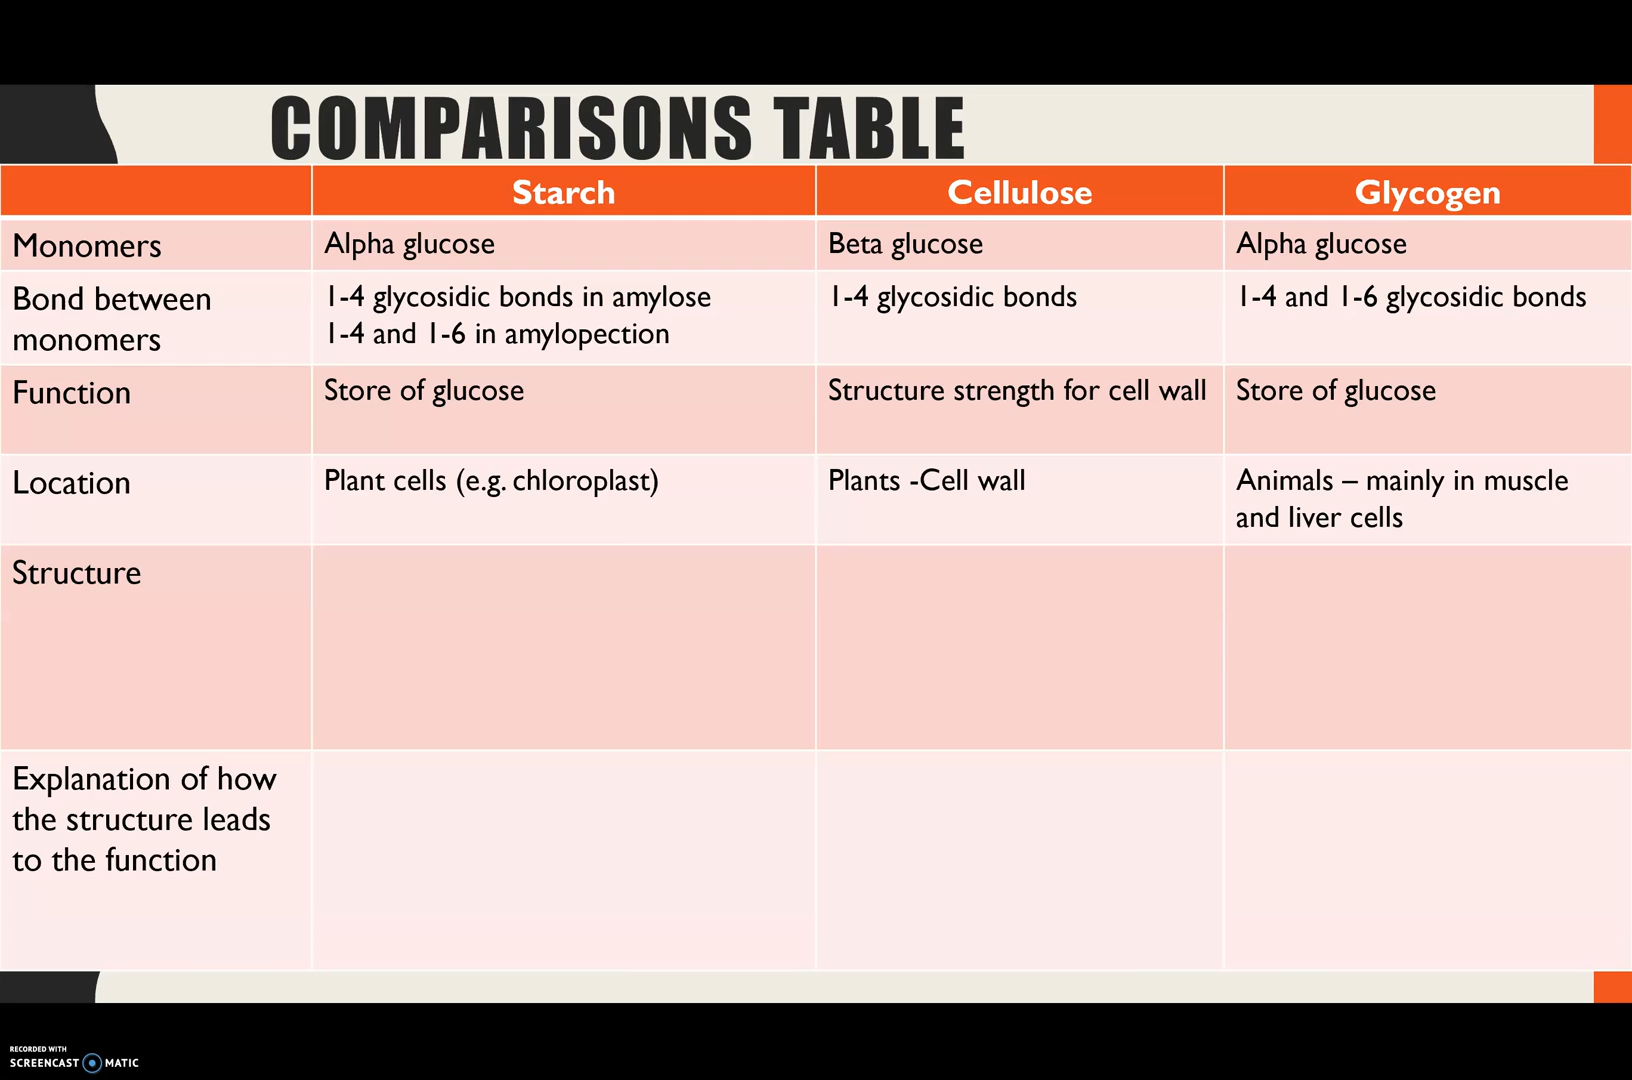 COMPARISONS TABLE
Starch Cellulose Glycogen
Monomers Alpha glucose Beta glucose Alpha glucose
Bond between 1-4 glycosidic bonds in amylose 1-4 glycosidic bonds 1-4 and 1-6 glycosidic bonds
monomers 1-4 and 1-6 in amylopection
Function Store of glucose Structure strength for cell wall Store of glucose
Location Plant cells (e.g. chloroplast) Plants -Cell wall Animals – mainly in muscle
and liver cells
Structure
Explanation of how
the structure leads
to the function
RECORDED WITH
SCREENCAST MATIC